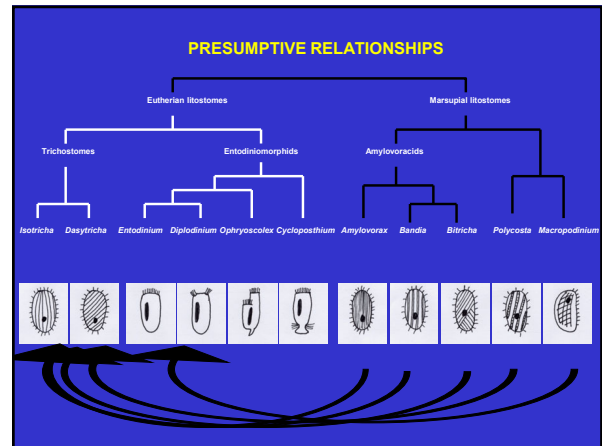 PRESUMPTIVE RELATIONSHIPS
Eutherian litostomes Marsupial litostomes
Trichostomes Entodiniomorphids Amylovoracids
Isotricha Dasytricha Entodinium Diplodinium Ophryoscolex Cycloposthium Amylovorax Bandia Bitricha Polycosta Macropodinium